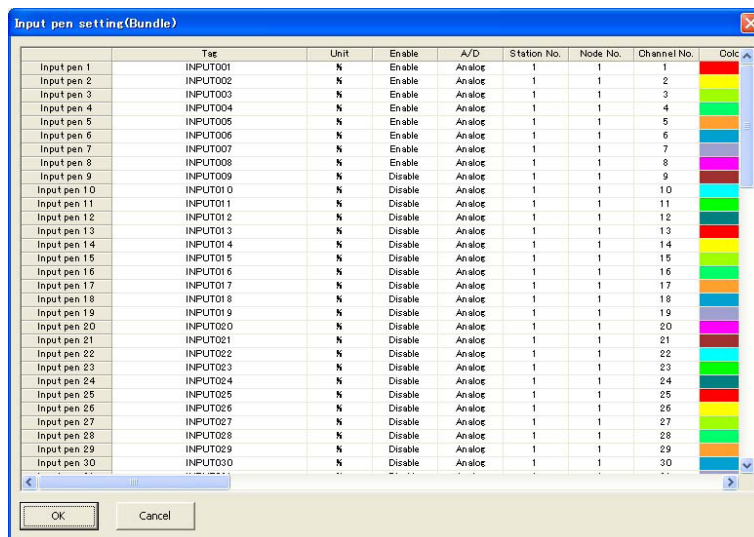 Input pen setting(Bundle)
Tag Unit Enable A/D Station No. Node No. Channel No.
Input pen 1 INPUT001 % Enable Analog 1 1 1
Input pen 2 INPUT002 % Enable Analog 1 1 2
Input pen 3 INPUT003 % Enable Analog 1 1 3
Input pen 4 INPUT004 % Enable Analog 1 1 4
Input pen 5 INPUT005 % Enable Analog 1 1 5
Input pen 6 INPUT006 % Enable Analog 1 1 6
Input pen 7 INPUT007 % Enable Analog 1 1 7
Input pen 8 INPUT008 % Enable Analog 1 1 8
Input pen 9 INPUT009 % Disable Analog 1 1 9
Input pen 10 INPUT010 % Disable Analog 1 1 10
Input pen 11 INPUT011 % Disable Analog 1 1 11
Input pen 12 INPUT012 % Disable Analog 1 1 12
Input pen 13 INPUT013 % Disable Analog 1 1 13
Input pen 14 INPUT014 % Disable Analog 1 1 14
Input pen 15 INPUT015 % Disable Analog 1 1 15
Input pen 16 INPUT016 % Disable Analog 1 1 16
Input pen 17 INPUT017 % Disable Analog 1 1 17
Input pen 18 INPUT018 % Disable Analog 1 1 18
Input pen 19 INPUT019 % Disable Analog 1 1 19
Input pen 20 INPUT020 % Disable Analog 1 1 20
Input pen 21 INPUT021 % Disable Analog 1 1 21
Input pen 22 INPUT022 % Disable Analog 1 1 22
Input pen 23 INPUT023 % Disable Analog 1 1 23
Input pen 24 INPUT024 % Disable Analog 1 1 24
Input pen 25 INPUT025 % Disable Analog 1 1 25
Input pen 26 INPUT026 % Disable Analog 1 1 26
Input pen 27 INPUT027 % Disable Analog 1 1 27
Input pen 28 INPUT028 % Disable Analog 1 1 28
Input pen 29 INPUT029 % Disable Analog 1 1 29
Input pen 30 INPUT030 % Disable Analog 1 1 30
OK Cancel